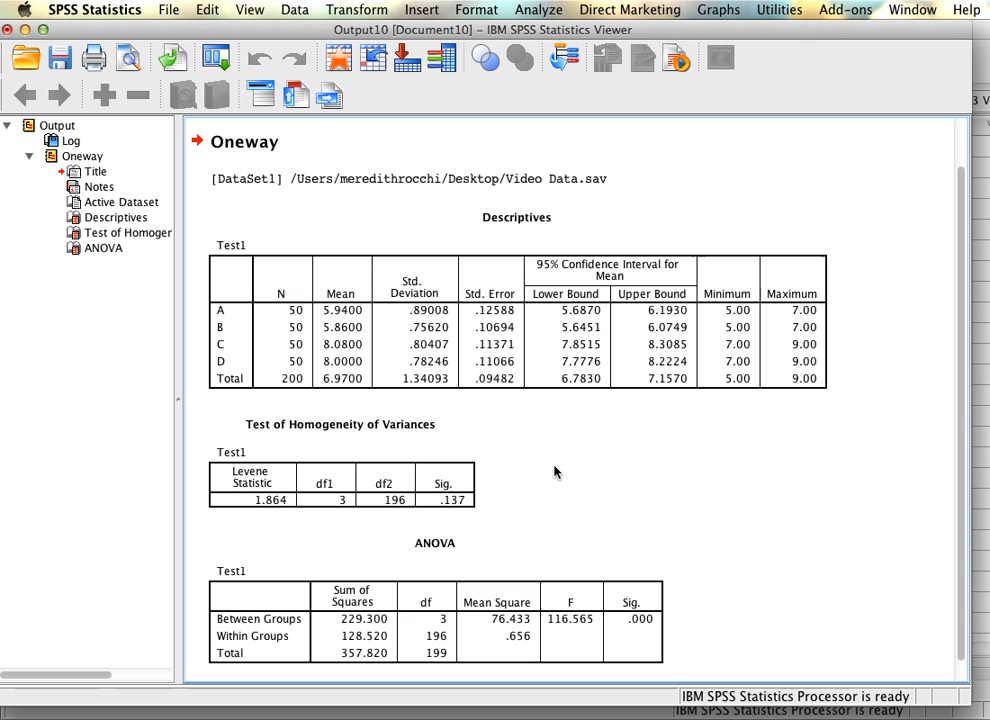 SPSS Statistics File Edit View Data Transform Insert Format Analyze Direct Marketing Graphs Utilities Add-ons Window Help
Output10 [Document10] – IBM SPSS Statistics Viewer
Output
Log
Oneway
Title
Notes
Active Dataset
Descriptives
Test of Homoger
ANOVA
Oneway
[DataSet1] /Users/meredithrocchi/Desktop/Video Data.sav
Descriptives
Test1
95% Confidence Interval for Mean
N Mean Std. Deviation Std. Error Lower Bound Upper Bound Minimum Maximum
A 50 5.9400 .89008 .12588 5.6870 6.1930 5.00 7.00
B 50 5.8600 .75620 .10694 5.6451 6.0749 5.00 7.00
C 50 8.0800 .80407 .11371 7.8515 8.3085 7.00 9.00
D 50 8.0000 .78246 .11066 7.7776 8.2224 7.00 9.00
Total 200 6.9700 1.34093 .09482 6.7830 7.1570 5.00 9.00
Test of Homogeneity of Variances
Test1
Levene Statistic df1 df2 Sig.
1.864 3 196 .137
ANOVA
Test1
Sum of Squares df Mean Square F Sig.
Between Groups 229.300 3 76.433 116.565 .000
Within Groups 128.520 196 .656
Total 357.820 199
IBM SPSS Statistics Processor is ready
IBM SPSS Statistics Processor is ready
3 V